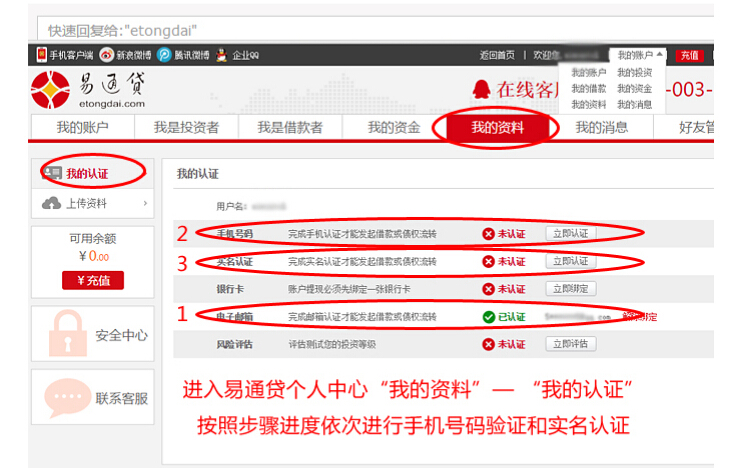 快速回复给:"etongdai"
手机客户端 新浪微博 腾讯微博 企业QQ 返回首页 | 欢迎您 我的账户 充值
我的账户 我的投资
易通贷 在线客 我的借款 我的资金 -003-
etongdai.com 我的资料 我的消息
我的账户 我是投资者 我是借款者 我的资金 我的资料 我的消息 好友管
我的认证 我的认证
上传资料 用户名:
2 手机号码 完成手机认证才能发起借款或债权流转 未认证 立即认证
可用余额
¥0.00
3 实名认证 完成实名认证才能发起借款或债权流转 未认证 立即认证
¥充值 银行卡 账户提现必须先绑定一张银行卡 未认证 立即绑定
1 电子邮箱 完成邮箱认证才能发起借款或债权流转 已认证 绑定
安全中心 风险评估 评估测试您的投资等级 未认证 立即评估
进入易通贷个人中心“我的资料”— “我的认证”
联系客服
按照步骤进度依次进行手机号码验证和实名认证